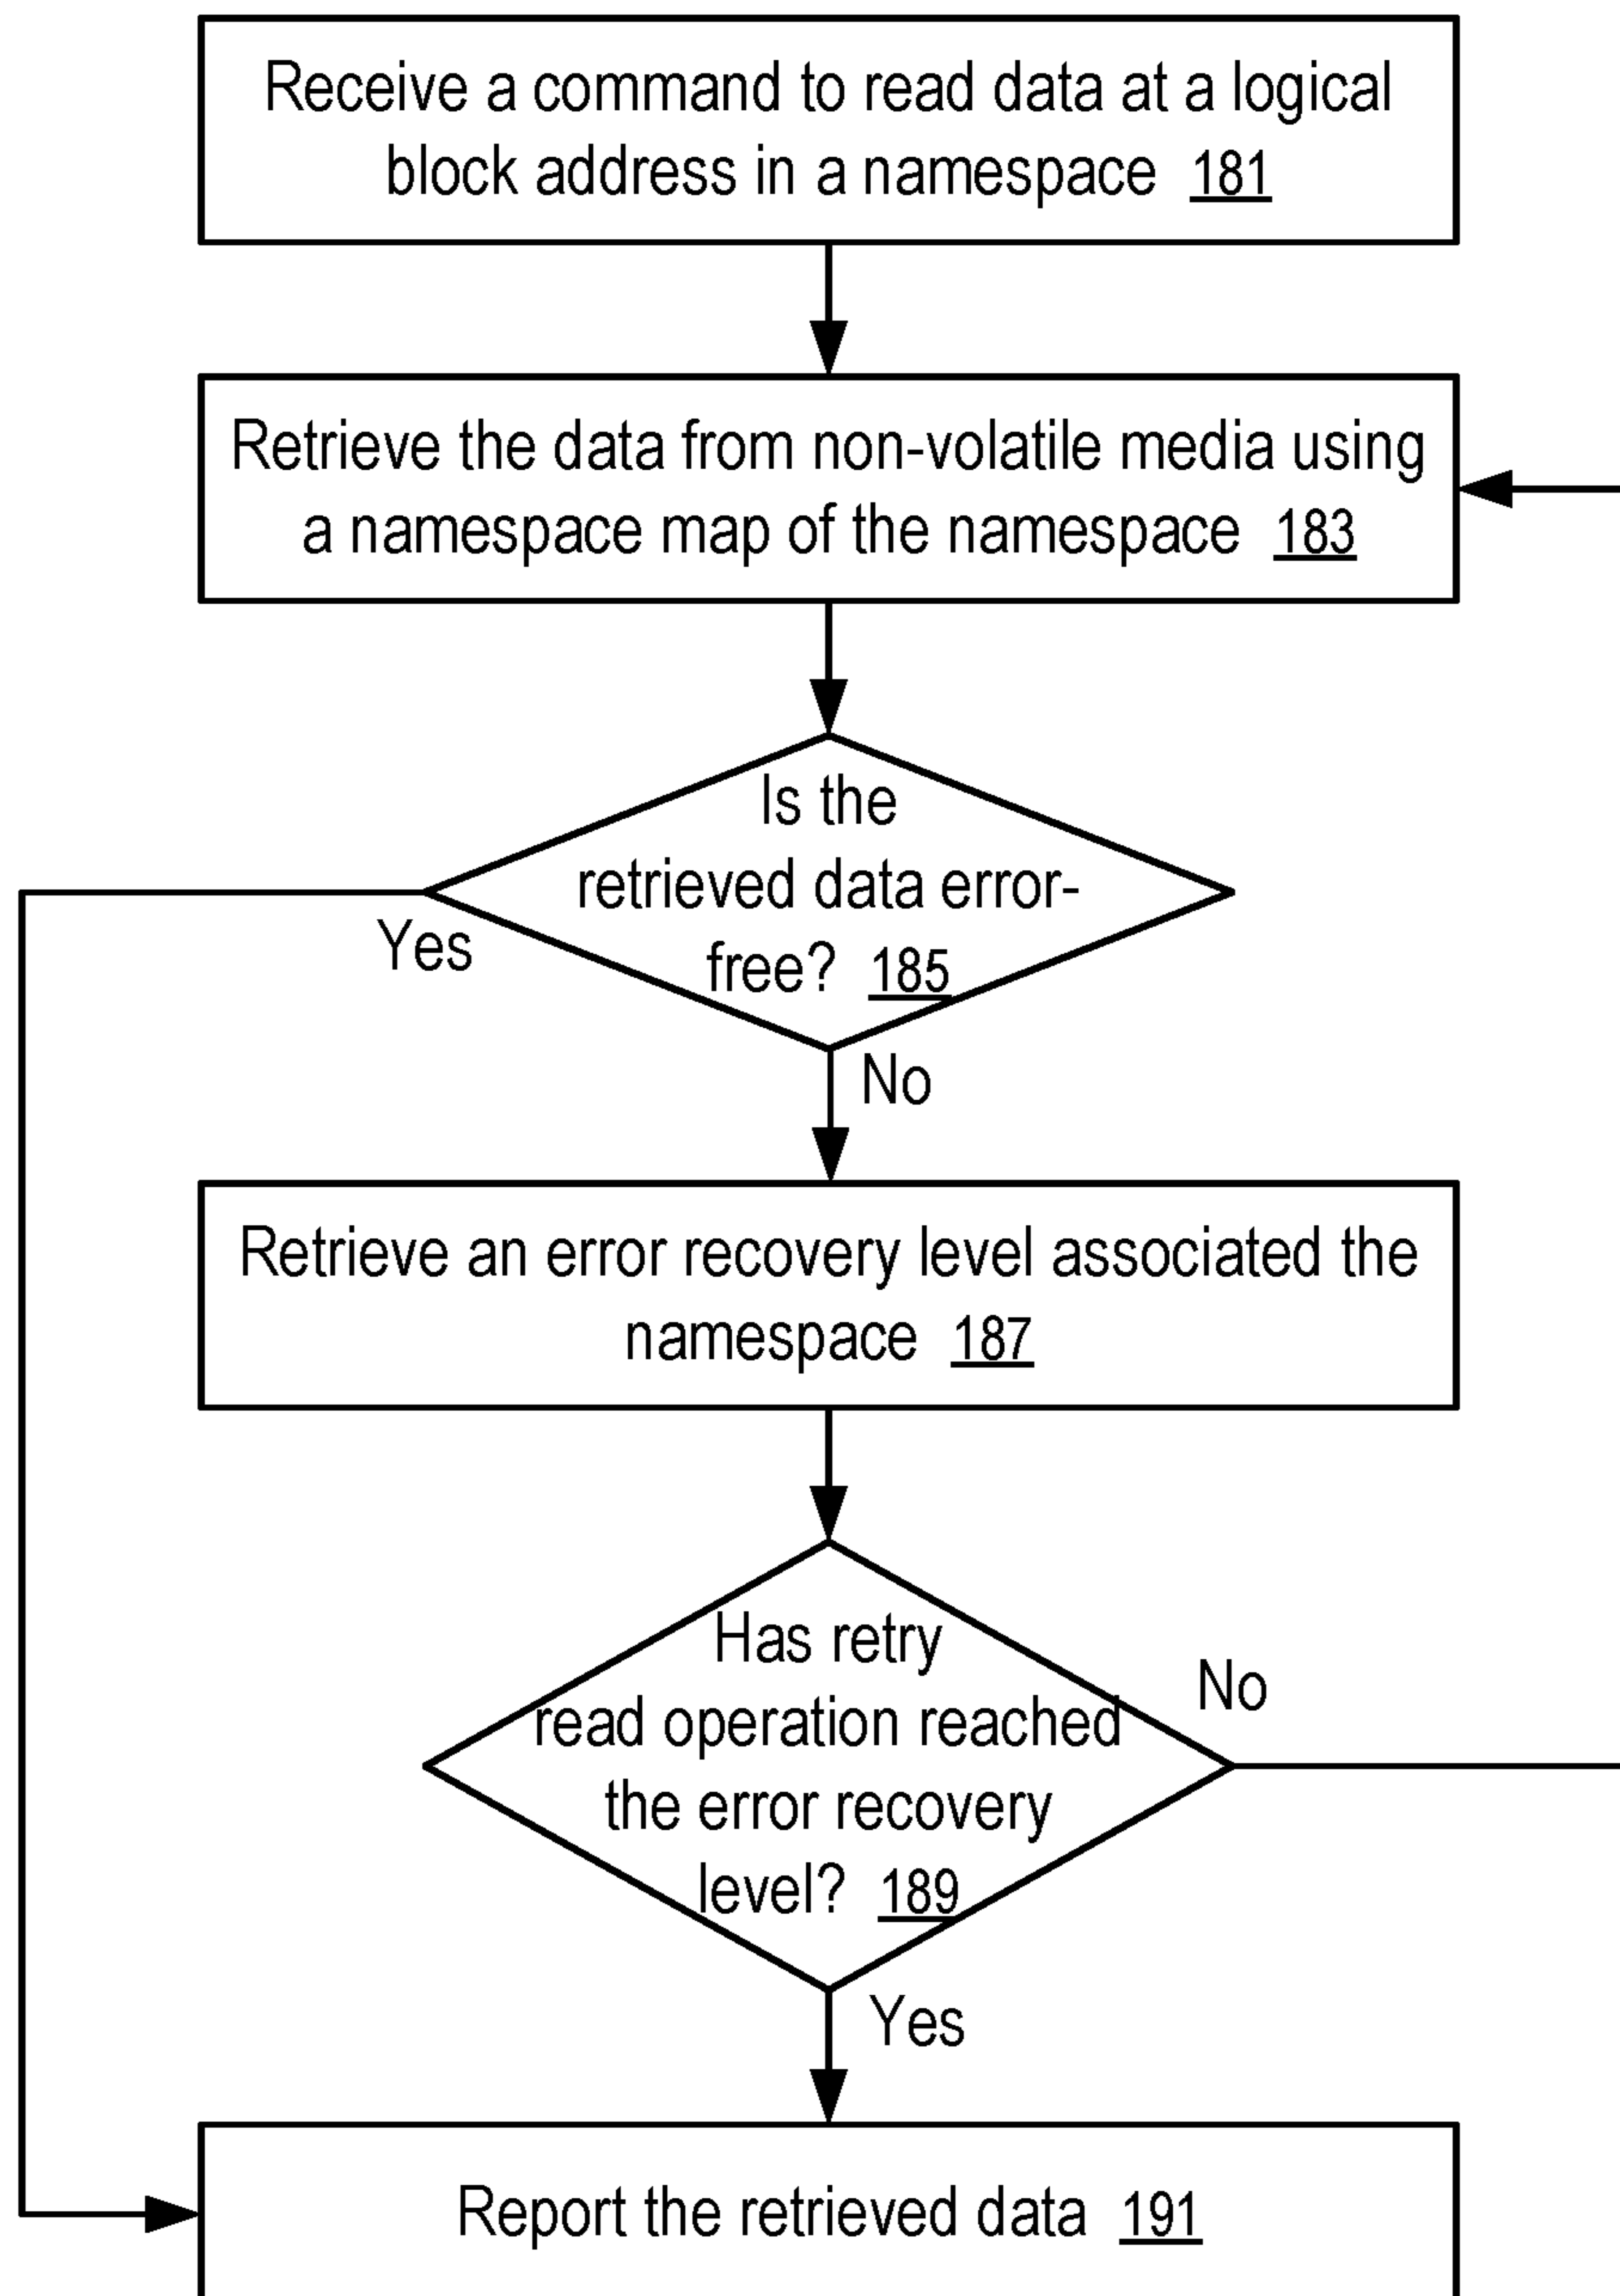 Receive a command to read data at a logical
block address in a namespace 181
Retrieve the data from non-volatile media using
a namespace map of the namespace 183
Is the
retrieved data error-
free? 185
Yes
No
Retrieve an error recovery level associated the
namespace 187
Has retry
read operation reached
the error recovery
level? 189
No
Yes
Report the retrieved data 191